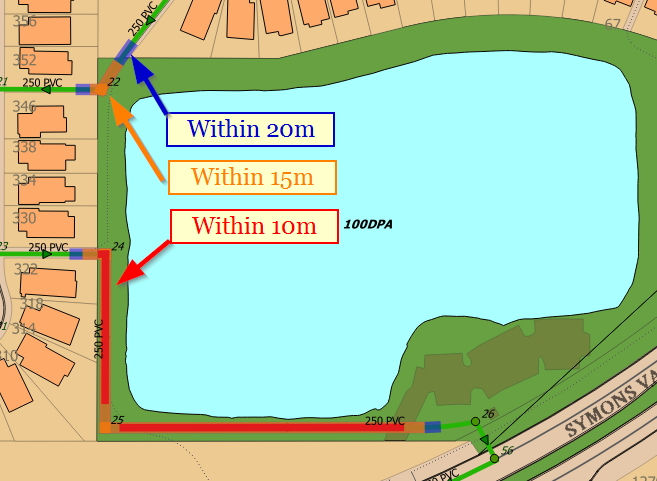 356
250 PVC
67
352
21
250 PVC
22
346
Within 20m
338
Within 15m
334
330
Within 10m
100DPA
23
250 PVC
24
322
318
314
250 PVC
310
25
250 PVC
26
SYMONS VA
56
PVC